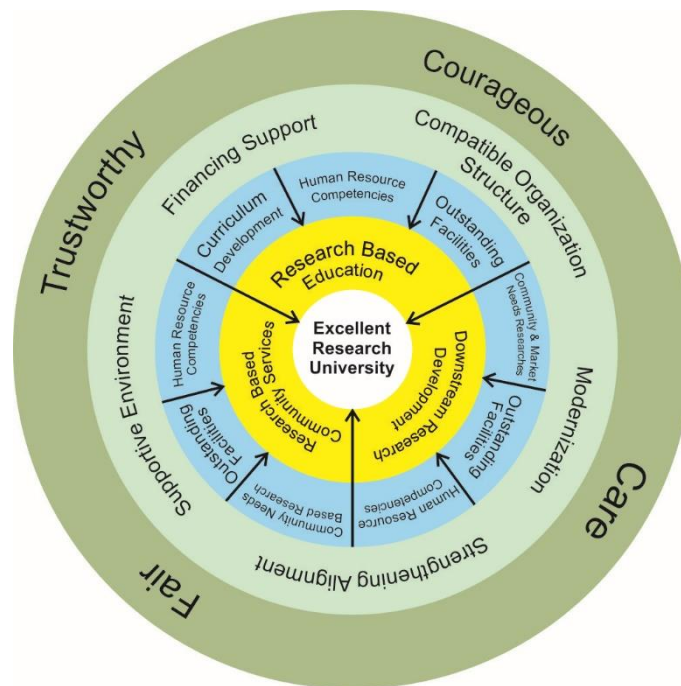 Courageous
Trustworthy
Care
Fair
Financing Support
Compatible Organization
Structure
Modernization
Strengthening Alignment
Supportive Environment
Human Resource
Competencies
Outstanding
Facilities
Community & Market
Needs Researches
Outstanding
Facilities
Human Resource
Competencies
Community Needs
Based Research
Outstanding
Facilities
Human Resource
Competencies
Curriculum
Development
Research Based
Education
Downstream Research
Development
Research Based
Community Services
Excellent
Research
University